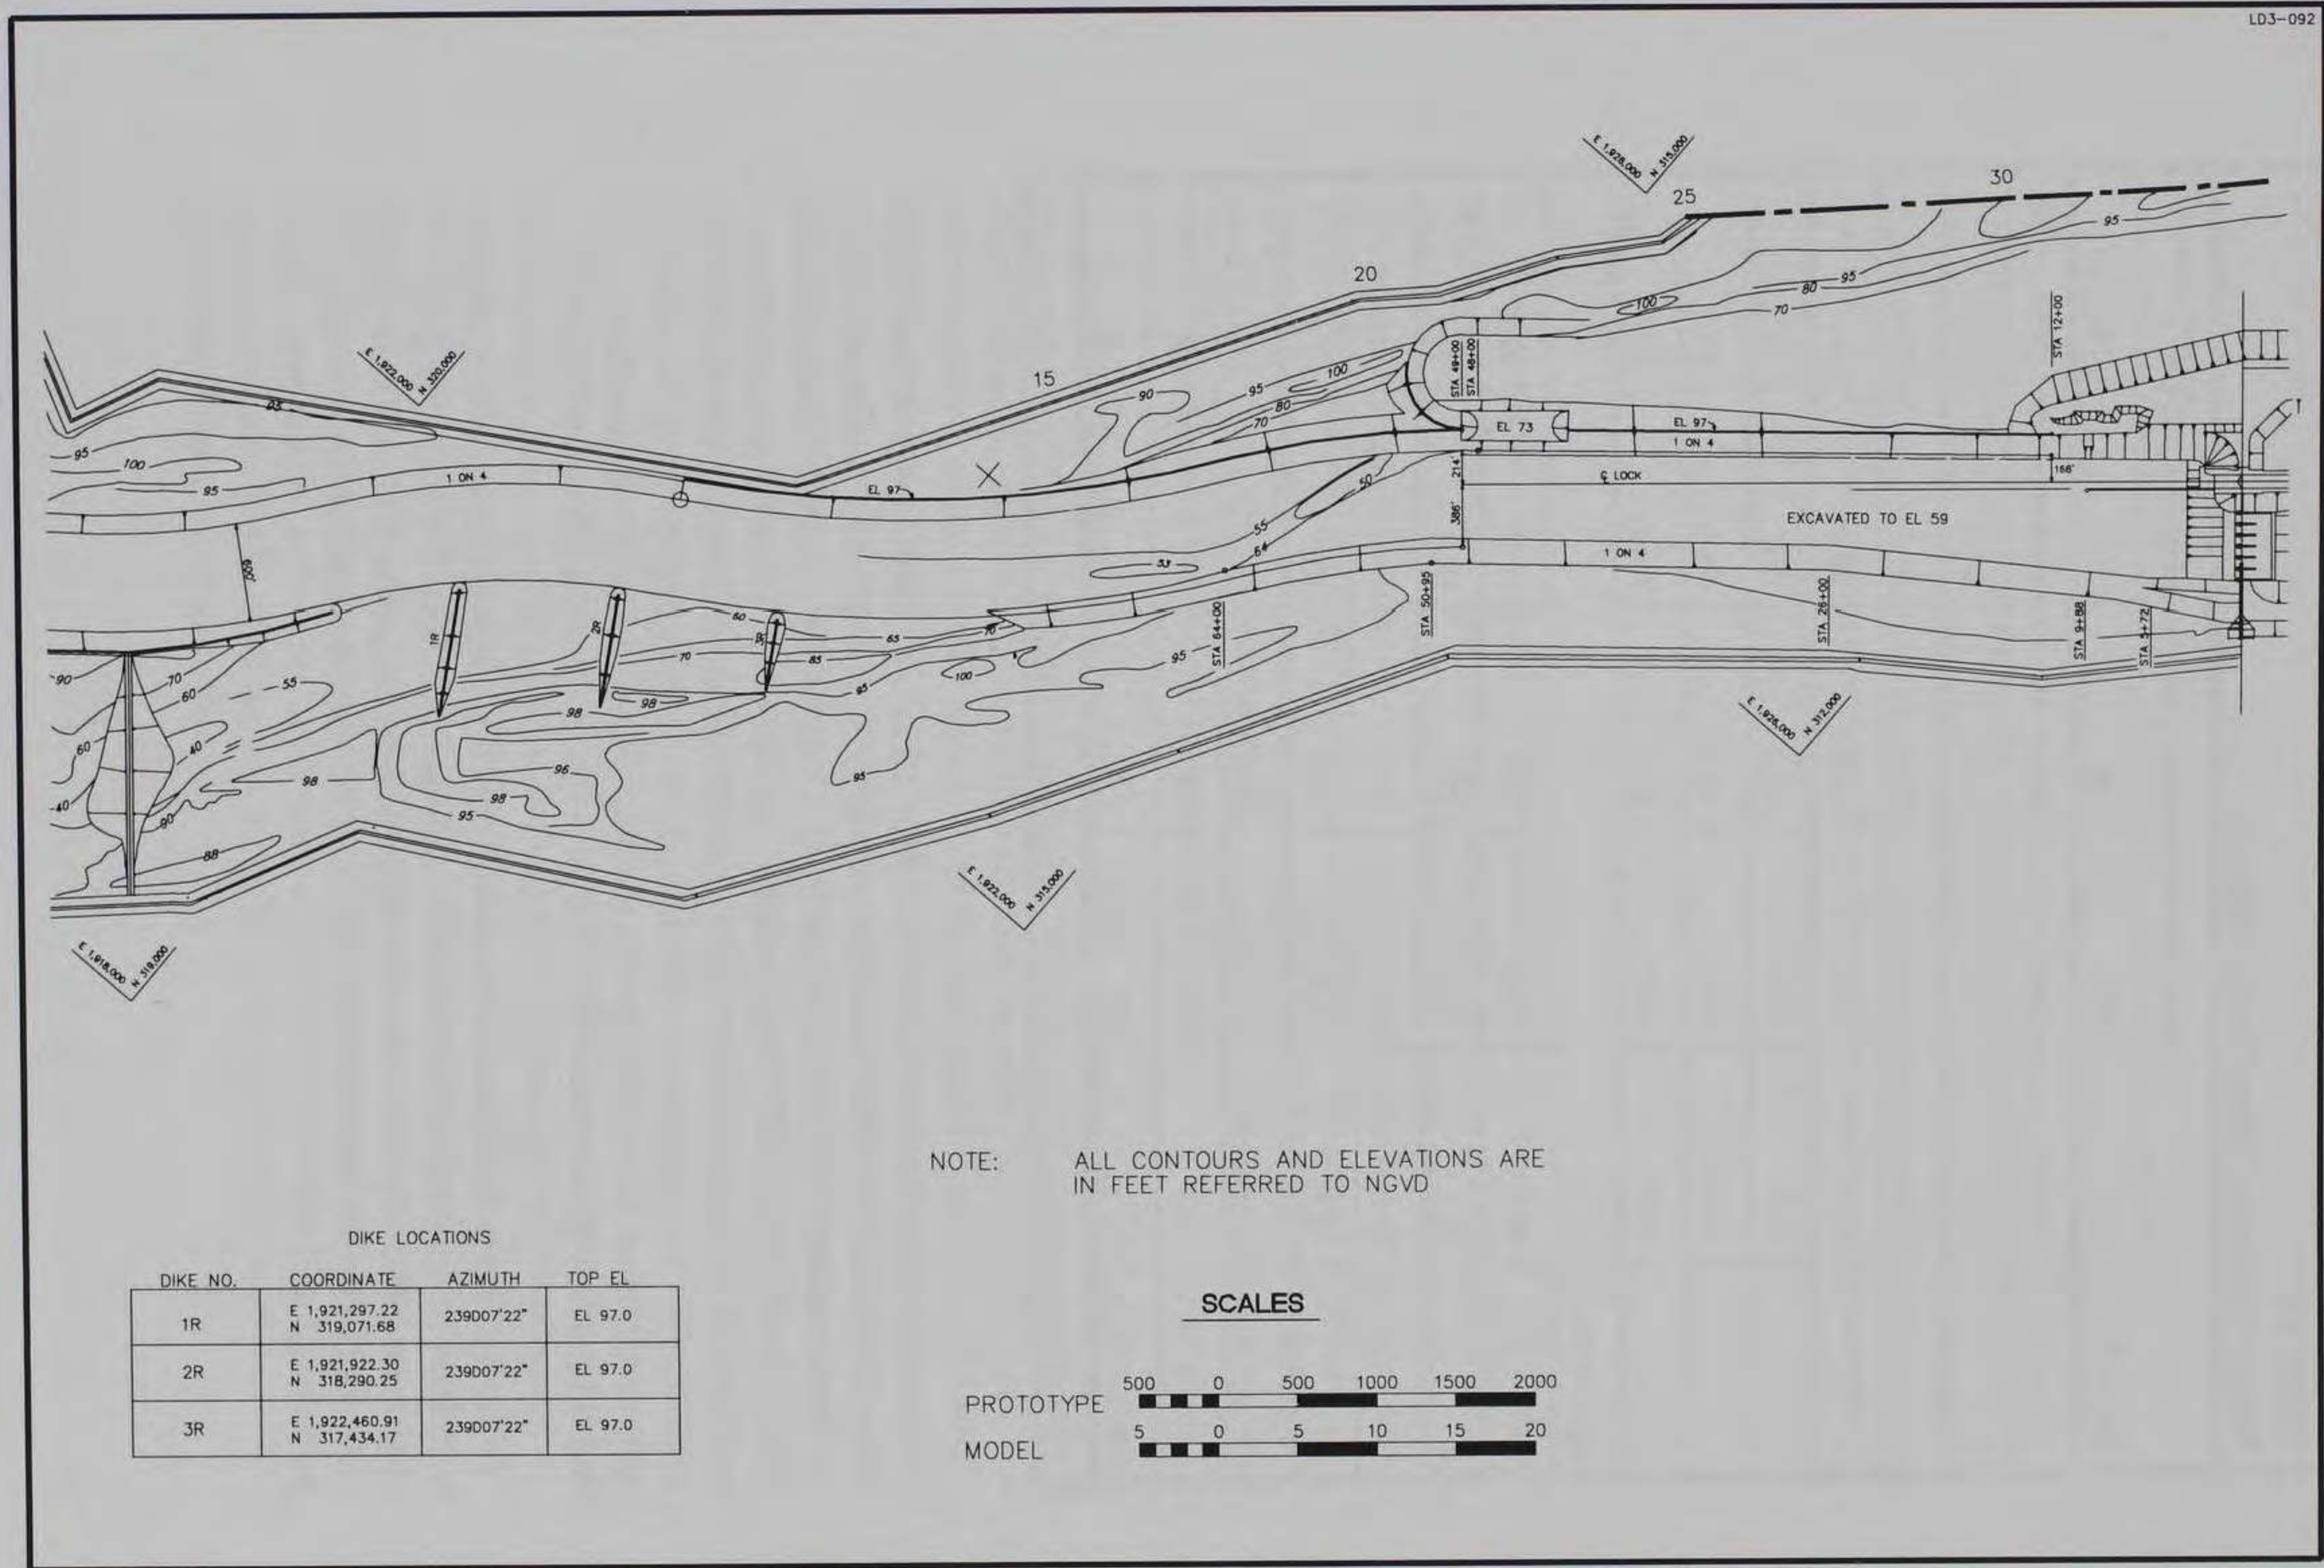 LD3-092
E 1,928,000 N 315,000
25
30
95
20
95
80
70
100
STA 12+00
E 1,922,000 N 320,000
15
STA 49+00
STA 48+00
90
95
100
80
70
EL 73
EL 97
1 ON 4
95
95
100
95
1 ON 4
EL 97
50
214'
℄ LOCK
168'
386'
EXCAVATED TO EL 59
55
64
53
1 ON 4
600'
1R
2R
60
65
70
70
85
95
100
95
STA 64+00
STA 50+95
STA 26+00
STA 9+88
STA 5+72
90
70
60
55
98
98
60
40
98
96
98
95
95
40
90
88
E 1,926,000 N 312,000
E 1,922,000 N 315,000
E 1,918,000 N 319,000
NOTE: ALL CONTOURS AND ELEVATIONS ARE
IN FEET REFERRED TO NGVD
DIKE LOCATIONS
DIKE NO. COORDINATE AZIMUTH TOP EL
1R E 1,921,297.22 N 319,071.68 239D07'22" EL 97.0
2R E 1,921,922.30 N 318,290.25 239D07'22" EL 97.0
3R E 1,922,460.91 N 317,434.17 239D07'22" EL 97.0
SCALES
500 0 500 1000 1500 2000
PROTOTYPE
5 0 5 10 15 20
MODEL